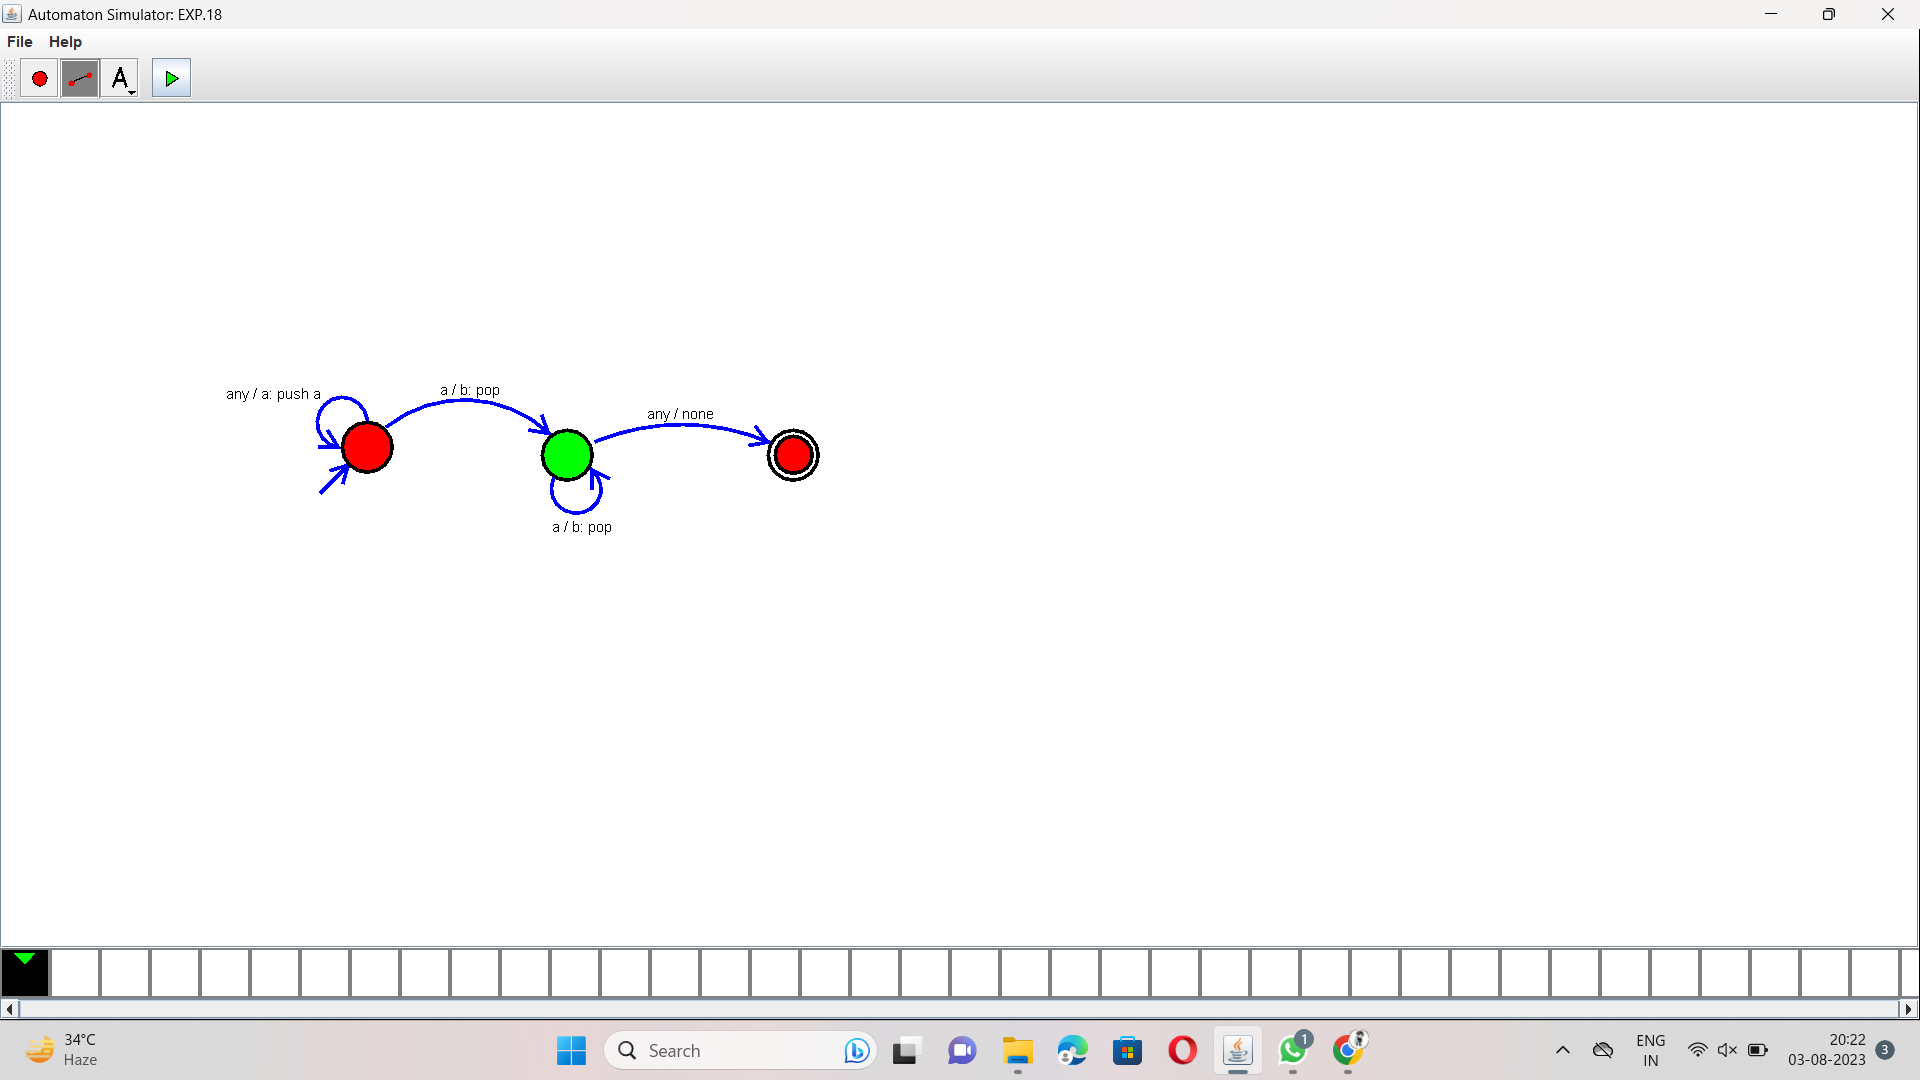 Automaton Simulator: EXP.18
File Help
A
any / a: push a
a / b: pop
any / none
a / b: pop
34°C
Haze
Search
1
ENG
IN
20:22
03-08-2023
3